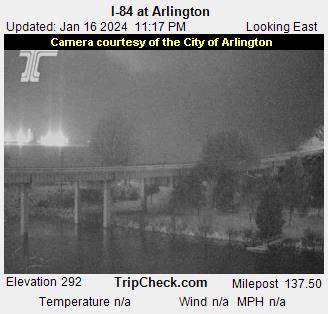 I-84 at Arlington
Updated: Jan 16 2024 11:17 PM Looking East
Camera courtesy of the City of Arlington
Elevation 292 TripCheck.com Milepost 137.50
Temperature n/a Wind n/a MPH n/a